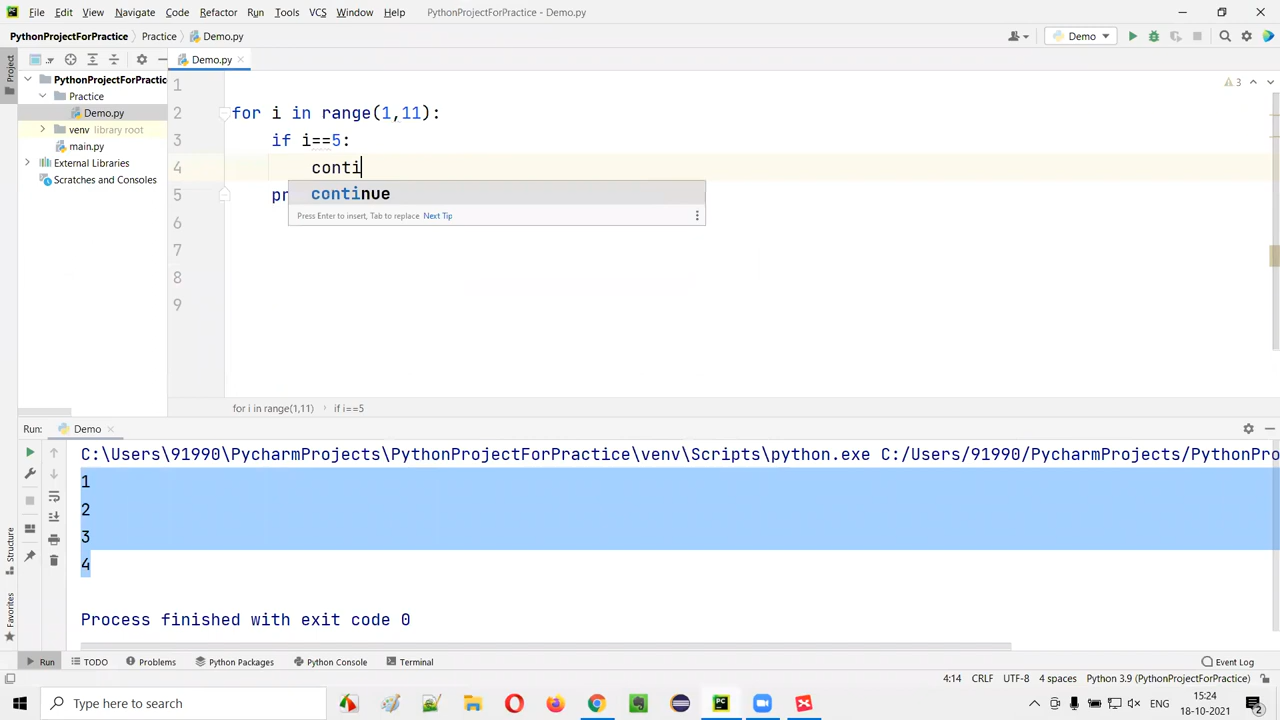 File Edit View Navigate Code Refactor Run Tools VCS Window Help PythonProjectForPractice - Demo.py
PythonProjectForPractice Practice Demo.py Demo
Project Demo.py
PythonProjectForPractic
Practice
Demo.py
venv library root
main.py
External Libraries
Scratches and Consoles
3
1
2 for i in range(1,11):
3 if i==5:
4 conti
5 pr
6
7
8
9
continue
Press Enter to insert, Tab to replace Next Tip
for i in range(1,11) if i==5
Run: Demo
C:\Users\91990\PycharmProjects\PythonProjectForPractice\venv\Scripts\python.exe C:/Users/91990/PycharmProjects/PythonPro
1
2
3
4
Process finished with exit code 0
Structure
Favorites
Run TODO Problems Python Packages Python Console Terminal Event Log
4:14 CRLF UTF-8 4 spaces Python 3.9 (PythonProjectForPractice)
Type here to search
ENG
15:24
18-10-2021
2